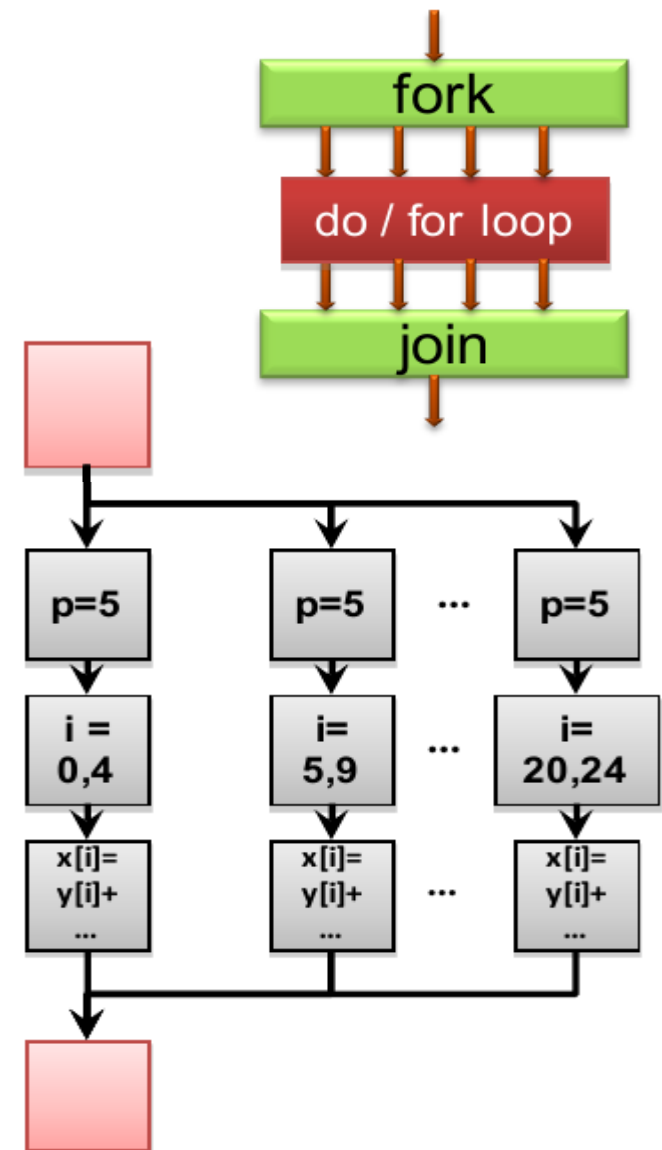 fork
do / for loop
join
p=5
p=5
...
p=5
i =
0,4
i=
5,9
...
i=
20,24
x[i]=
y[i]+
...
x[i]=
y[i]+
...
...
x[i]=
y[i]+
...